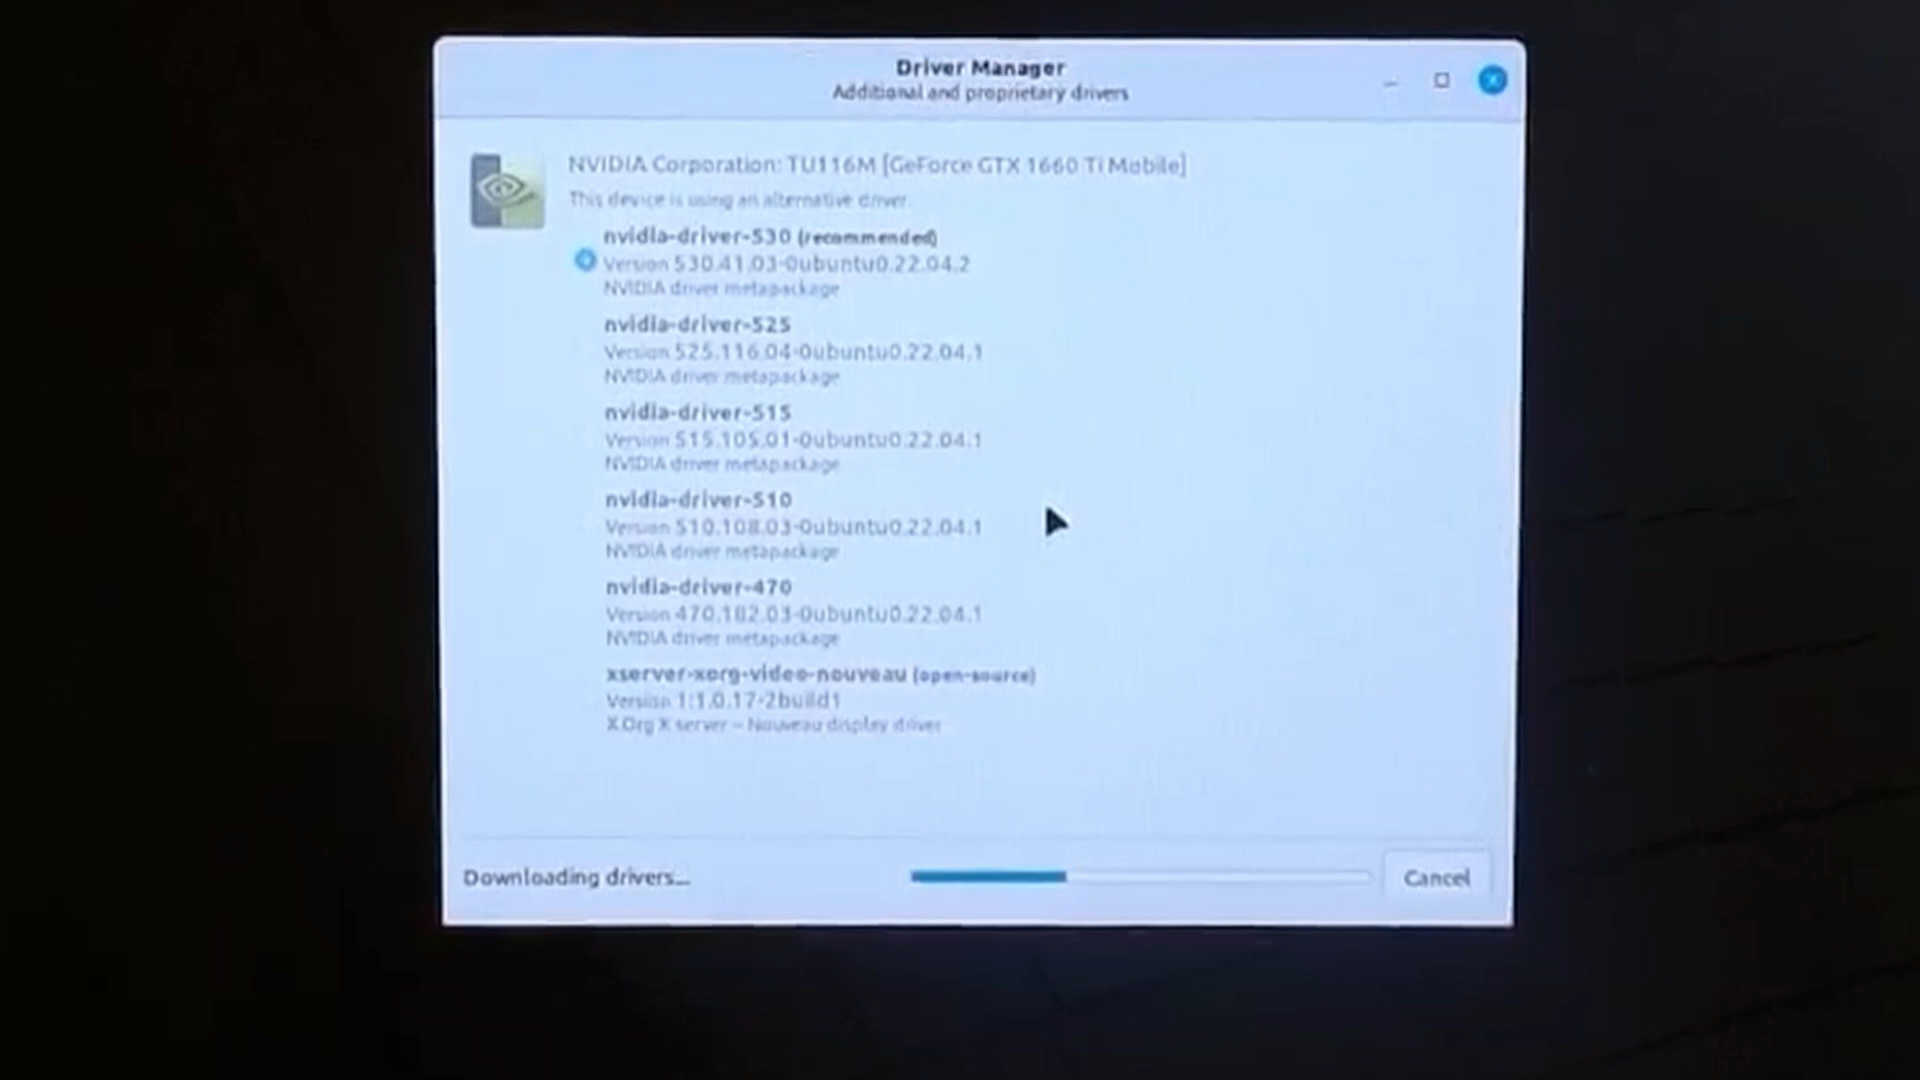 Driver Manager
Additional and proprietary drivers
NVIDIA Corporation: TU116M [GeForce GTX 1660 Ti Mobile]
This device is using an alternative driver.
nvidia-driver-530 (recommended)
Version 530.41.03-0ubuntu0.22.04.2
NVIDIA driver metapackage
nvidia-driver-525
Version 525.116.04-0ubuntu0.22.04.1
NVIDIA driver metapackage
nvidia-driver-515
Version 515.105.01-0ubuntu0.22.04.1
NVIDIA driver metapackage
nvidia-driver-510
Version 510.108.03-0ubuntu0.22.04.1
NVIDIA driver metapackage
nvidia-driver-470
Version 470.182.03-0ubuntu0.22.04.1
NVIDIA driver metapackage
xserver-xorg-video-nouveau (open-source)
Version 1:1.0.17-2build1
X.Org X server -- Nouveau display driver
Downloading drivers...
Cancel